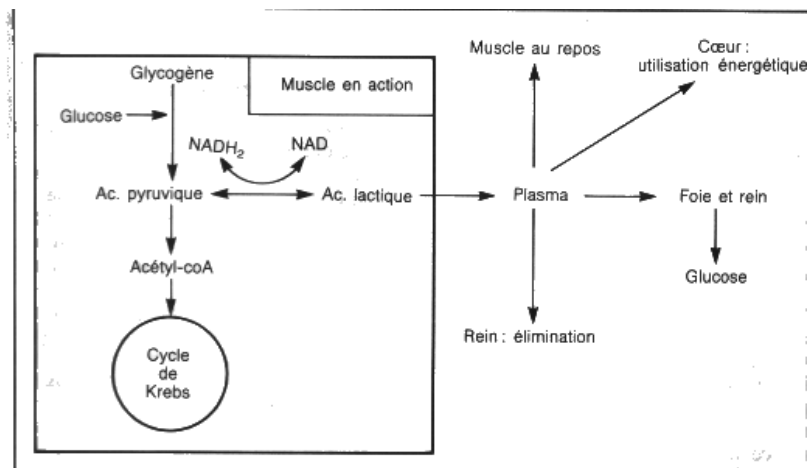 Muscle au repos
Cœur :
utilisation énergétique
Glycogène
Muscle en action
Glucose
NADH₂
NAD
Ac. pyruvique
Ac. lactique
Plasma
Foie et rein
Acétyl-coA
Glucose
Rein : élimination
Cycle
de
Krebs